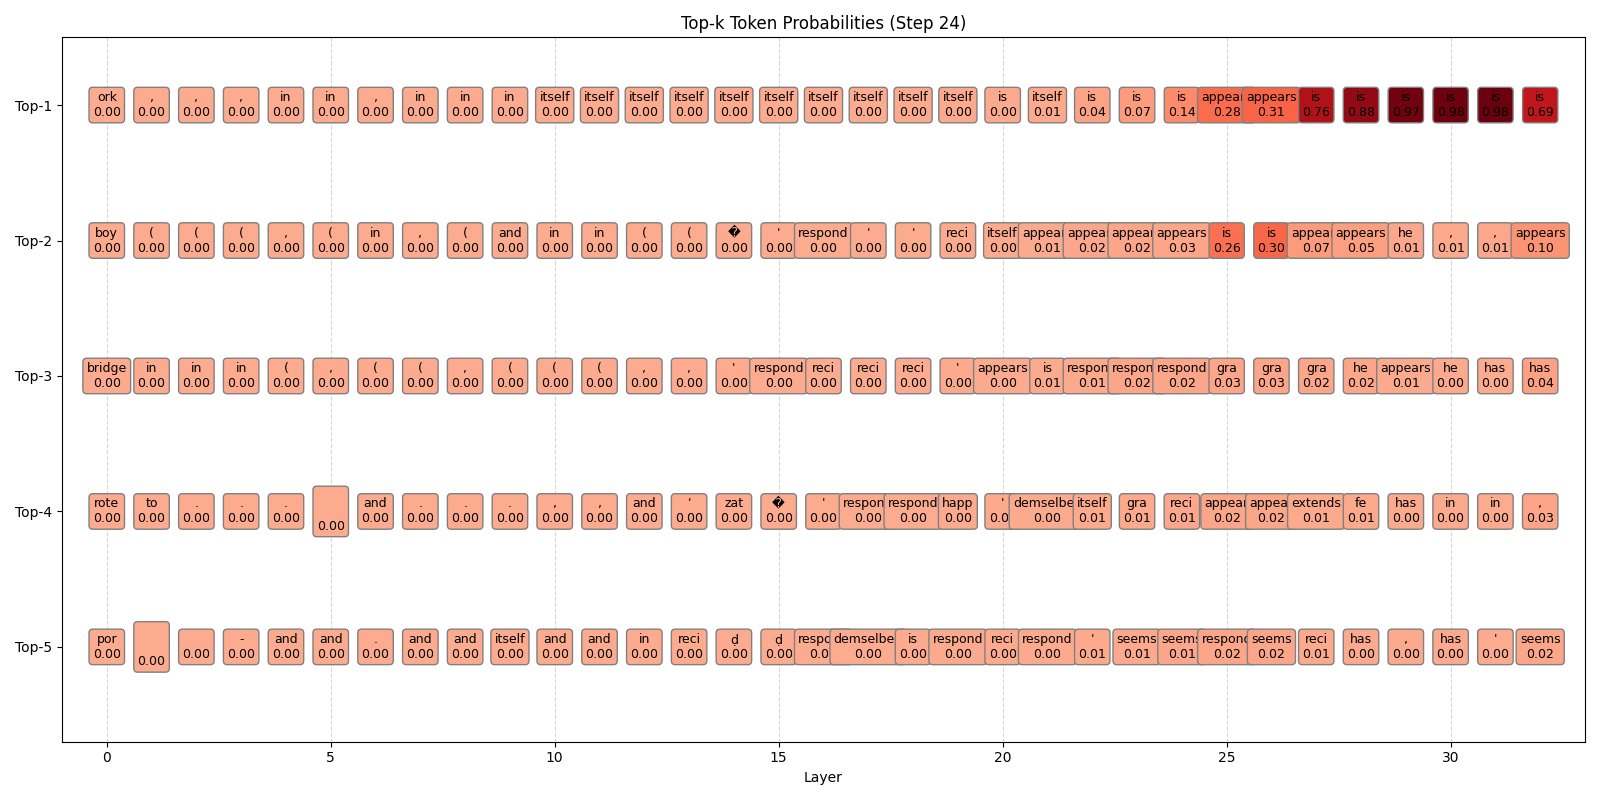 Top-k Token Probabilities (Step 24)
ork , , , in in , in in in itself itself itself itself itself itself itself itself itself itself is itself is is is appear appears is is is is is is
Top-1
0.00 0.00 0.00 0.00 0.00 0.00 0.00 0.00 0.00 0.00 0.00 0.00 0.00 0.00 0.00 0.00 0.00 0.00 0.00 0.00 0.00 0.01 0.04 0.07 0.14 0.28 0.31 0.76 0.88 0.97 0.98 0.98 0.69
boy ( ( ( , ( in , ( and in in ( ( � ' respond ' ' reci itself appear appea appear appears is is appea appears he , , appears
Top-2
0.00 0.00 0.00 0.00 0.00 0.00 0.00 0.00 0.00 0.00 0.00 0.00 0.00 0.00 0.00 0.00 0.00 0.00 0.00 0.00 0.00 0.01 0.02 0.02 0.03 0.26 0.30 0.07 0.05 0.01 0.01 0.01 0.10
bridge in in in ( , ( ( , ( ( ( , , ' respond reci reci reci ' appears is respon respon respond gra gra gra he appears he has has
Top-3
0.00 0.00 0.00 0.00 0.00 0.00 0.00 0.00 0.00 0.00 0.00 0.00 0.00 0.00 0.00 0.00 0.00 0.00 0.00 0.00 0.00 0.01 0.01 0.02 0.02 0.03 0.03 0.02 0.02 0.01 0.00 0.00 0.04
rote to . . . and . . . , , and ' zat � ' respon respond happ ' demselbe itself gra reci appear appea extends fe has in in ,
Top-4
0.00 0.00 0.00 0.00 0.00 0.00 0.00 0.00 0.00 0.00 0.00 0.00 0.00 0.00 0.00 0.00 0.00 0.00 0.00 0.00 0.0 0.00 0.01 0.01 0.01 0.02 0.02 0.01 0.01 0.00 0.00 0.00 0.03
por - and and . and and itself and and in reci ḍ ḍ respo demselbe is respond reci respond ' seems seem respond seems reci has , has ' seems
Top-5
0.00 0.00 0.00 0.00 0.00 0.00 0.00 0.00 0.00 0.00 0.00 0.00 0.00 0.00 0.00 0.00 0.0 0.00 0.00 0.00 0.00 0.00 0.01 0.01 0.01 0.02 0.02 0.01 0.00 0.00 0.00 0.00 0.02
0 5 10 15 20 25 30
Layer